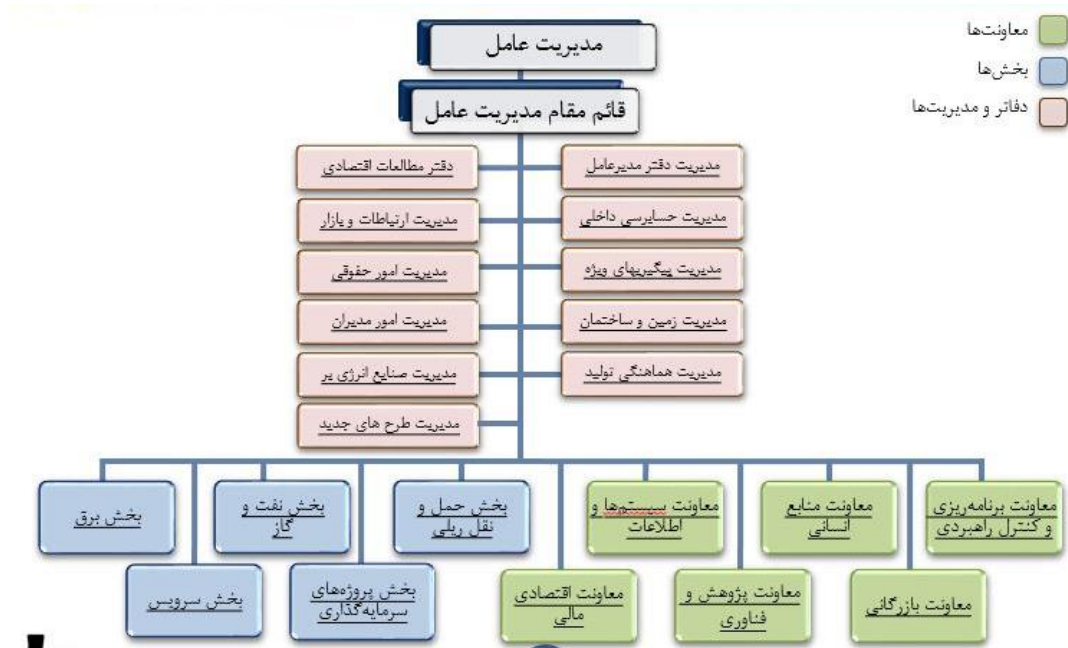 مدیریت عامل
قائم مقام مدیریت عامل
معاونت‌ها
بخش‌ها
دفاتر و مدیریت‌ها
مدیریت دفتر مدیرعامل
دفتر مطالعات اقتصادی
مدیریت حسابرسی داخلی
مدیریت ارتباطات و بازار
مدیریت پیگیریهای ویژه
مدیریت امور حقوقی
مدیریت زمین و ساختمان
مدیریت امور مدیران
مدیریت هماهنگی تولید
مدیریت صنایع انرژی بر
مدیریت طرح های جدید
معاونت برنامه‌ریزی
و کنترل راهبردی
معاونت منابع
انسانی
معاونت سیستم‌ها و
اطلاعات
بخش حمل و
نقل ریلی
بخش نفت و
گاز
بخش برق
معاونت بازرگانی
معاونت پژوهش و
فناوری
معاونت اقتصادی
مالی
بخش پروژه‌های
سرمایه‌گذاری
بخش سرویس